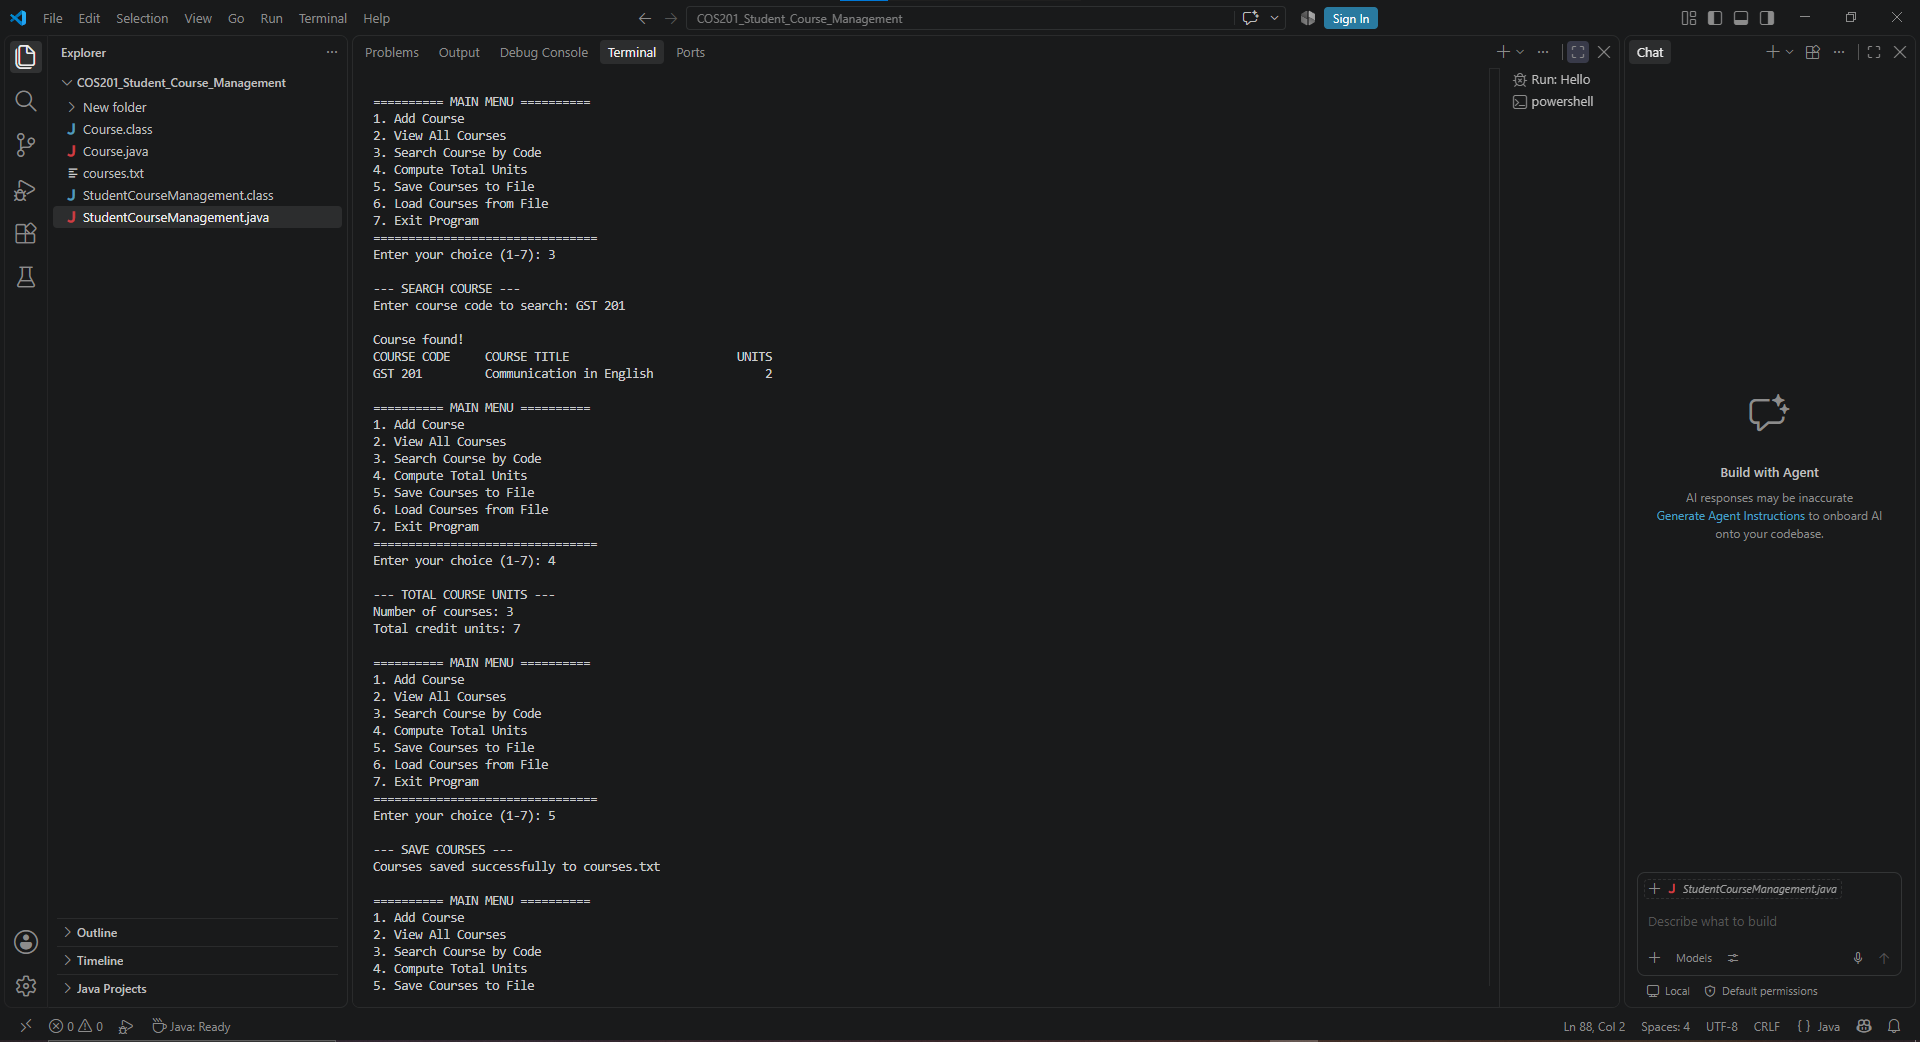 File Edit Selection View Go Run Terminal Help
COS201_Student_Course_Management
Sign In
Explorer
COS201_Student_Course_Management
New folder
Course.class
Course.java
courses.txt
StudentCourseManagement.class
StudentCourseManagement.java
Outline
Timeline
Java Projects
Problems Output Debug Console Terminal Ports
========== MAIN MENU ==========
1. Add Course
2. View All Courses
3. Search Course by Code
4. Compute Total Units
5. Save Courses to File
6. Load Courses from File
7. Exit Program
================================
Enter your choice (1-7): 3
--- SEARCH COURSE ---
Enter course code to search: GST 201
Course found!
COURSE CODE COURSE TITLE UNITS
GST 201 Communication in English 2
========== MAIN MENU ==========
1. Add Course
2. View All Courses
3. Search Course by Code
4. Compute Total Units
5. Save Courses to File
6. Load Courses from File
7. Exit Program
================================
Enter your choice (1-7): 4
--- TOTAL COURSE UNITS ---
Number of courses: 3
Total credit units: 7
========== MAIN MENU ==========
1. Add Course
2. View All Courses
3. Search Course by Code
4. Compute Total Units
5. Save Courses to File
6. Load Courses from File
7. Exit Program
================================
Enter your choice (1-7): 5
--- SAVE COURSES ---
Courses saved successfully to courses.txt
========== MAIN MENU ==========
1. Add Course
2. View All Courses
3. Search Course by Code
4. Compute Total Units
5. Save Courses to File
Run: Hello
powershell
Chat
Build with Agent
AI responses may be inaccurate
Generate Agent Instructions to onboard AI
onto your codebase.
StudentCourseManagement.java
Describe what to build
Models
Local Default permissions
0 0 Java: Ready
Ln 88, Col 2 Spaces: 4 UTF-8 CRLF {} Java